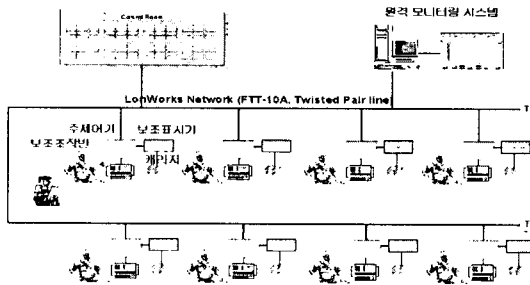 Control Room
원격 모니터링 시스템
LonWorks Network (FTT-10A, Twisted Pair line)
T
주제어기
보조표시기
보조조작반
게이지
T